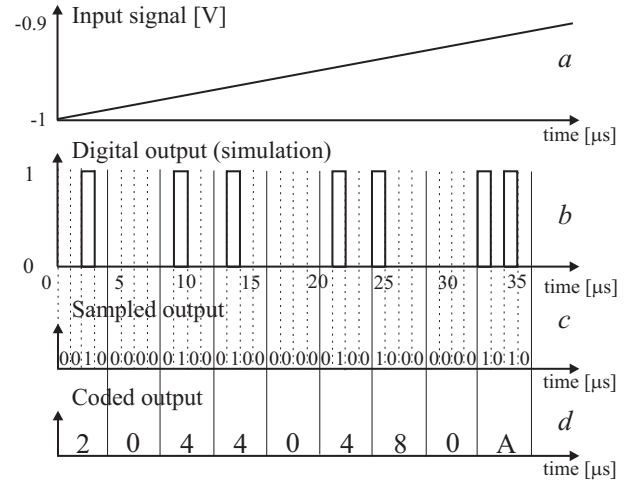 -0.9 Input signal [V]
a
-1
time [μs]
Digital output (simulation)
1
b
0
0 5 10 15 20 25 30 35
time [μs]
Sampled output
c
0 0 1 0 0 0 0 0 0 1 0 0 0 1 0 0 0 0 0 0 0 1 0 0 1 0 0 0 0 0 0 0 1 0 1 0
time [μs]
Coded output
d
2 0 4 4 0 4 8 0 A
time [μs]